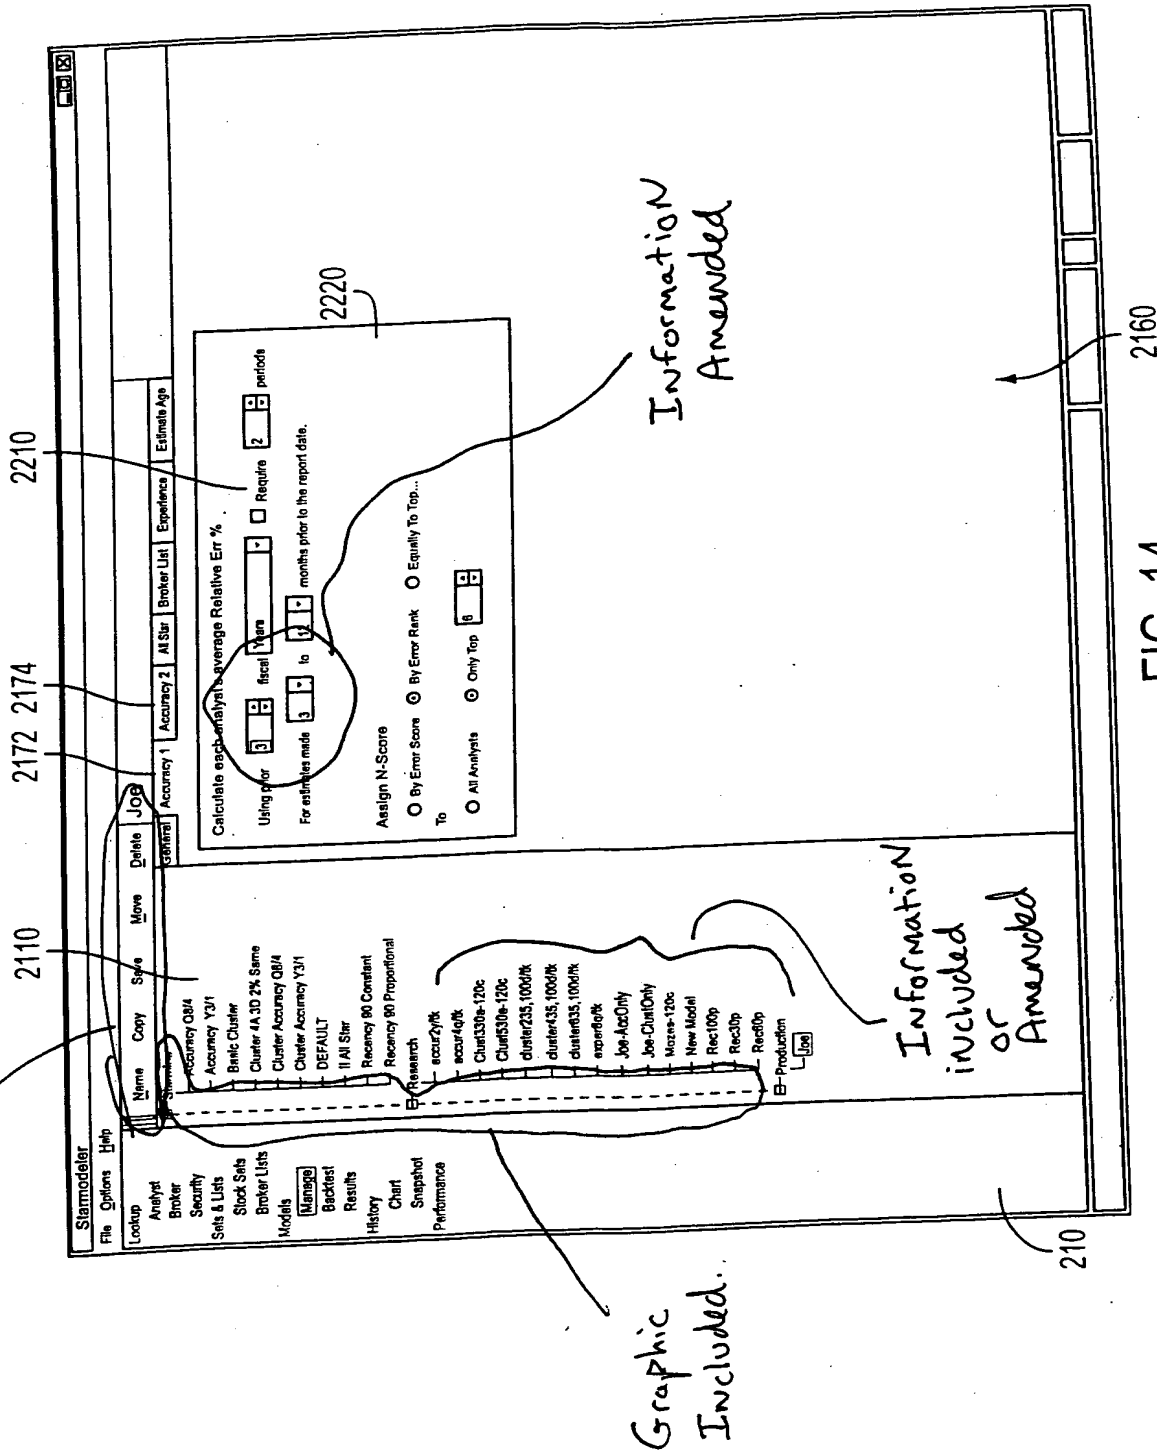 2110
2172
2174
2210
Starmodeler
File Options Help
Name Copy Save Move Delete Joe
General Accuracy 1 Accuracy 2 All Star Broker List Experience Estimate Age
Lookup
Analyst
Broker
Security
Sets & Lists
Stock Sets
Broker Lists
Models
Manage
Backtest
Results
History
Chart
Snapshot
Performance
Accuracy Q8/4
Accuracy Y3/1
Basic Cluster
Cluster 4A 3D 2% Same
Cluster Accuracy Q8/4
Cluster Accuracy Y3/1
DEFAULT
II All Star
Recency 90 Constant
Recency 90 Proportional
Research
accur2y/tk
accur4q/tk
Clust330a-120c
Clust530a-120c
cluster235,100d/tk
cluster435,100d/tk
cluster635,100d/tk
exper8q/tk
Joe-AccOnly
Joe-ClustOnly
Mozes-120c
New Model
Rec100p
Rec30p
Rec60p
Production
Joe
Calculate each analyst's average Relative Err %
Using prior 3 fiscal Years Require 2 periods
For estimates made 3 to 12 months prior to the report date.
Assign N-Score
By Error Score By Error Rank Equally To Top...
To
All Analysts Only Top 6
2220
Information
Amended
Information
included
or
Amended
Graphic
Included..
210
2160
FIG. 14